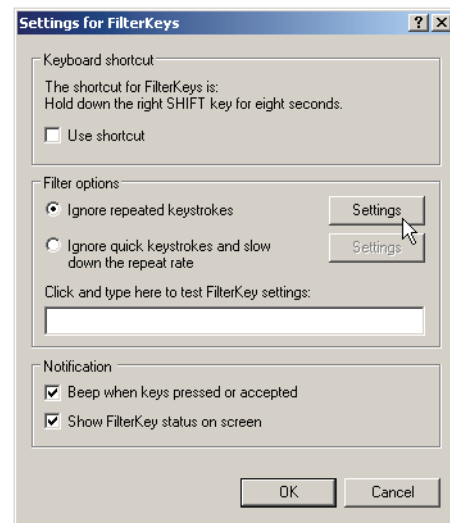 Settings for FilterKeys
Keyboard shortcut
The shortcut for FilterKeys is:
Hold down the right SHIFT key for eight seconds.
Use shortcut
Filter options
Ignore repeated keystrokes
Settings
Ignore quick keystrokes and slow
down the repeat rate
Settings
Click and type here to test FilterKey settings:
Notification
Beep when keys pressed or accepted
Show FilterKey status on screen
OK
Cancel